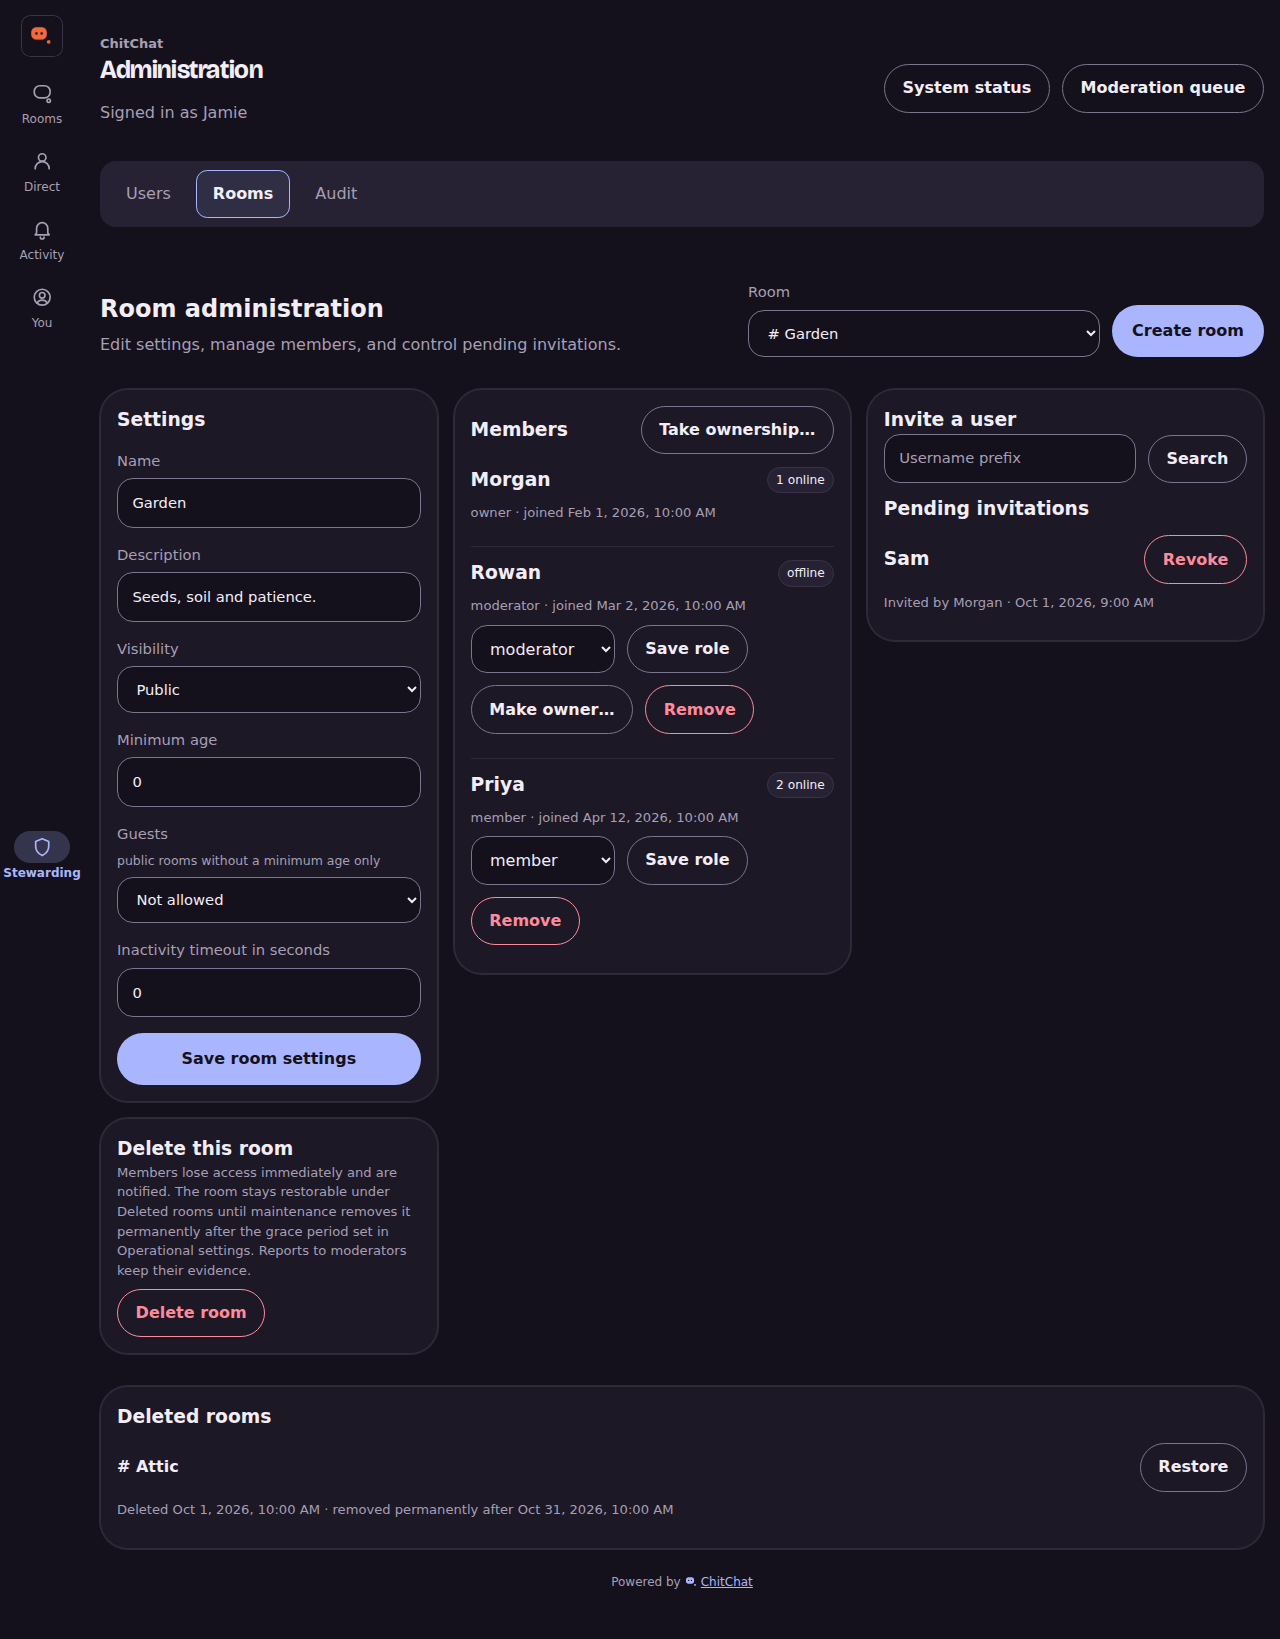 ChitChat
Administration
Signed in as Jamie
System status
Moderation queue
Rooms
Direct
Activity
You
Stewarding
Users
Rooms
Audit
Room administration
Edit settings, manage members, and control pending invitations.
Room
# Garden
Create room
Settings
Name
Garden
Description
Seeds, soil and patience.
Visibility
Public
Minimum age
0
Guests
public rooms without a minimum age only
Not allowed
Inactivity timeout in seconds
0
Save room settings
Members
Take ownership…
Morgan
1 online
owner · joined Feb 1, 2026, 10:00 AM
Rowan
offline
moderator · joined Mar 2, 2026, 10:00 AM
moderator
Save role
Make owner…
Remove
Priya
2 online
member · joined Apr 12, 2026, 10:00 AM
member
Save role
Remove
Invite a user
Username prefix
Search
Pending invitations
Sam
Revoke
Invited by Morgan · Oct 1, 2026, 9:00 AM
Delete this room
Members lose access immediately and are
notified. The room stays restorable under
Deleted rooms until maintenance removes it
permanently after the grace period set in
Operational settings. Reports to moderators
keep their evidence.
Delete room
Deleted rooms
# Attic
Restore
Deleted Oct 1, 2026, 10:00 AM · removed permanently after Oct 31, 2026, 10:00 AM
Powered by ChitChat